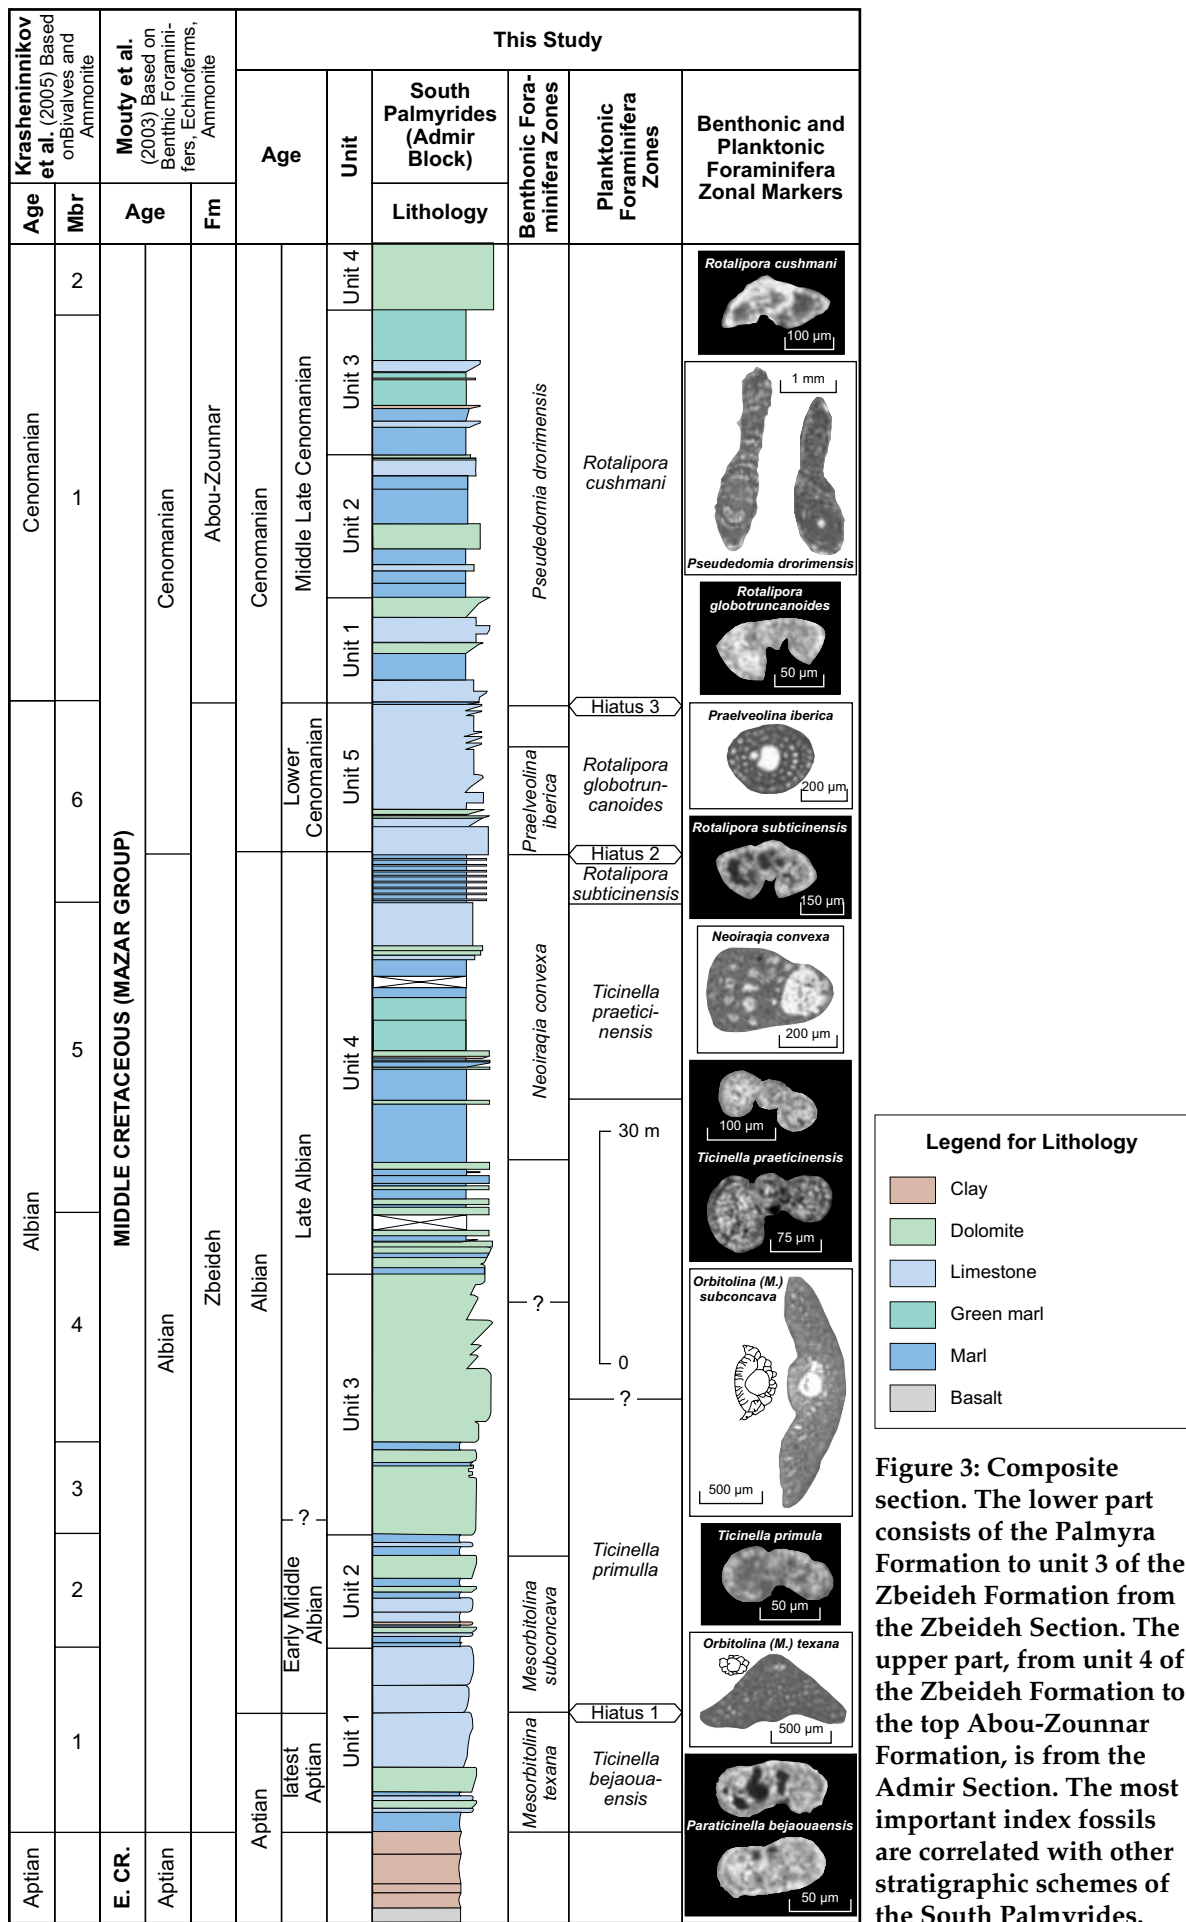 Krasheninnikov
et al. (2005) Based
onBivalves and
Ammonite
Mouty et al.
(2003) Based on
Benthic Foramini-
fers, Echinoferms,
Ammonite
This Study
Age
Unit
South
Palmyrides
(Admir
Block)
Benthonic Fora-
minifera Zones
Planktonic
Foraminifera
Zones
Benthonic and
Planktonic
Foraminifera
Zonal Markers
Age
Mbr
Age
Fm
Lithology
Cenomanian
Albian
Aptian
2
1
6
5
4
3
2
1
MIDDLE CRETACEOUS (MAZAR GROUP)
E. CR.
Cenomanian
Albian
Aptian
Abou-Zounnar
Zbeideh
Cenomanian
Albian
Aptian
Middle Late Cenomanian
Lower
Cenomanian
Late Albian
?
Early Middle
Albian
latest
Aptian
Unit 4
Unit 3
Unit 2
Unit 1
Unit 5
Unit 4
Unit 3
Unit 2
Unit 1
Pseudedomia drorimensis
Praelveolina
iberica
Neoiraqia convexa
?
Mesorbitolina
subconcava
Mesorbitolina
texana
Rotalipora
cushmani
Hiatus 3
Rotalipora
globotrun-
canoides
Hiatus 2
Rotalipora
subticinensis
Ticinella
praetici-
nensis
30 m
0
?
Ticinella
primulla
Hiatus 1
Ticinella
bejaoua-
ensis
Rotalipora cushmani
100 µm
1 mm
Pseudedomia drorimensis
Rotalipora
globotruncanoides
50 µm
Praelveolina iberica
200 µm
Rotalipora subticinensis
150 µm
Neoiraqia convexa
200 µm
100 µm
Ticinella praeticinensis
75 µm
Orbitolina (M.)
subconcava
500 µm
Ticinella primula
50 µm
Orbitolina (M.) texana
500 µm
Paraticinella bejaouaensis
50 µm
Legend for Lithology
Clay
Dolomite
Limestone
Green marl
Marl
Basalt
Figure 3: Composite
section. The lower part
consists of the Palmyra
Formation to unit 3 of the
Zbeideh Formation from
the Zbeideh Section. The
upper part, from unit 4 of
the Zbeideh Formation to
the top Abou-Zounnar
Formation, is from the
Admir Section. The most
important index fossils
are correlated with other
stratigraphic schemes of
the South Palmyrides.